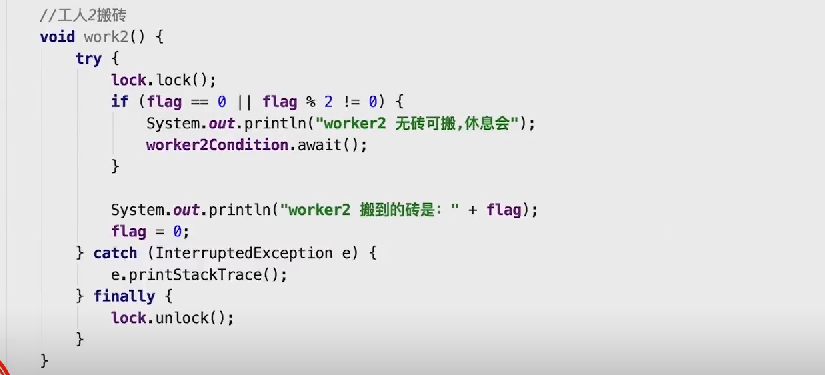 //工人2搬砖
void work2() {
try {
lock.lock();
if (flag == 0 || flag % 2 != 0) {
System.out.println("worker2 无砖可搬,休息会");
worker2Condition.await();
}
System.out.println("worker2 搬到的砖是：" + flag);
flag = 0;
} catch (InterruptedException e) {
e.printStackTrace();
} finally {
lock.unlock();
}
}